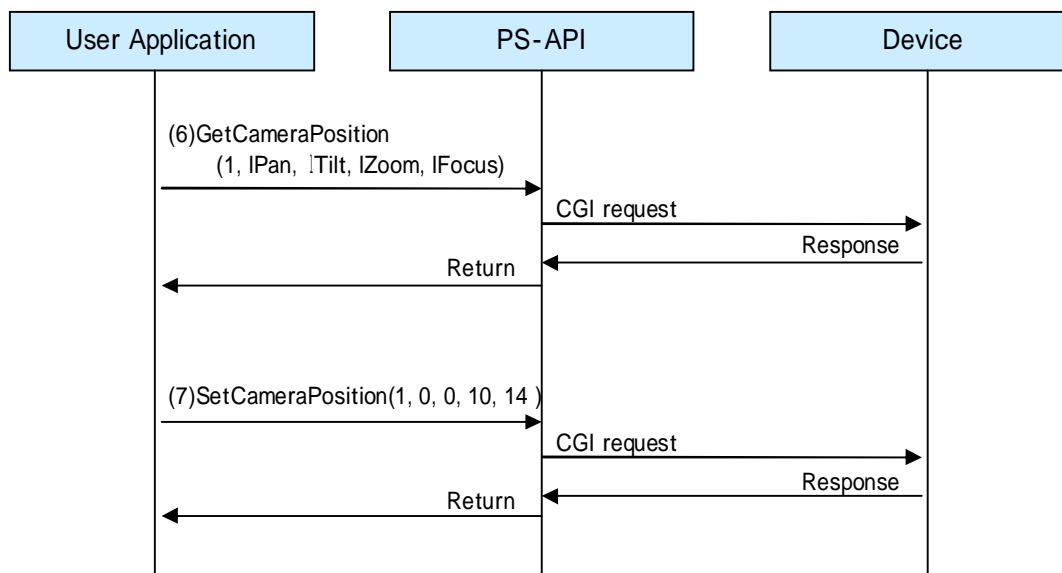 User Application
PS-API
Device
(6)GetCameraPosition
(1, lPan, lTilt, lZoom, lFocus)
CGI request
Response
Return
(7)SetCameraPosition(1, 0, 0, 10, 14 )
CGI request
Response
Return